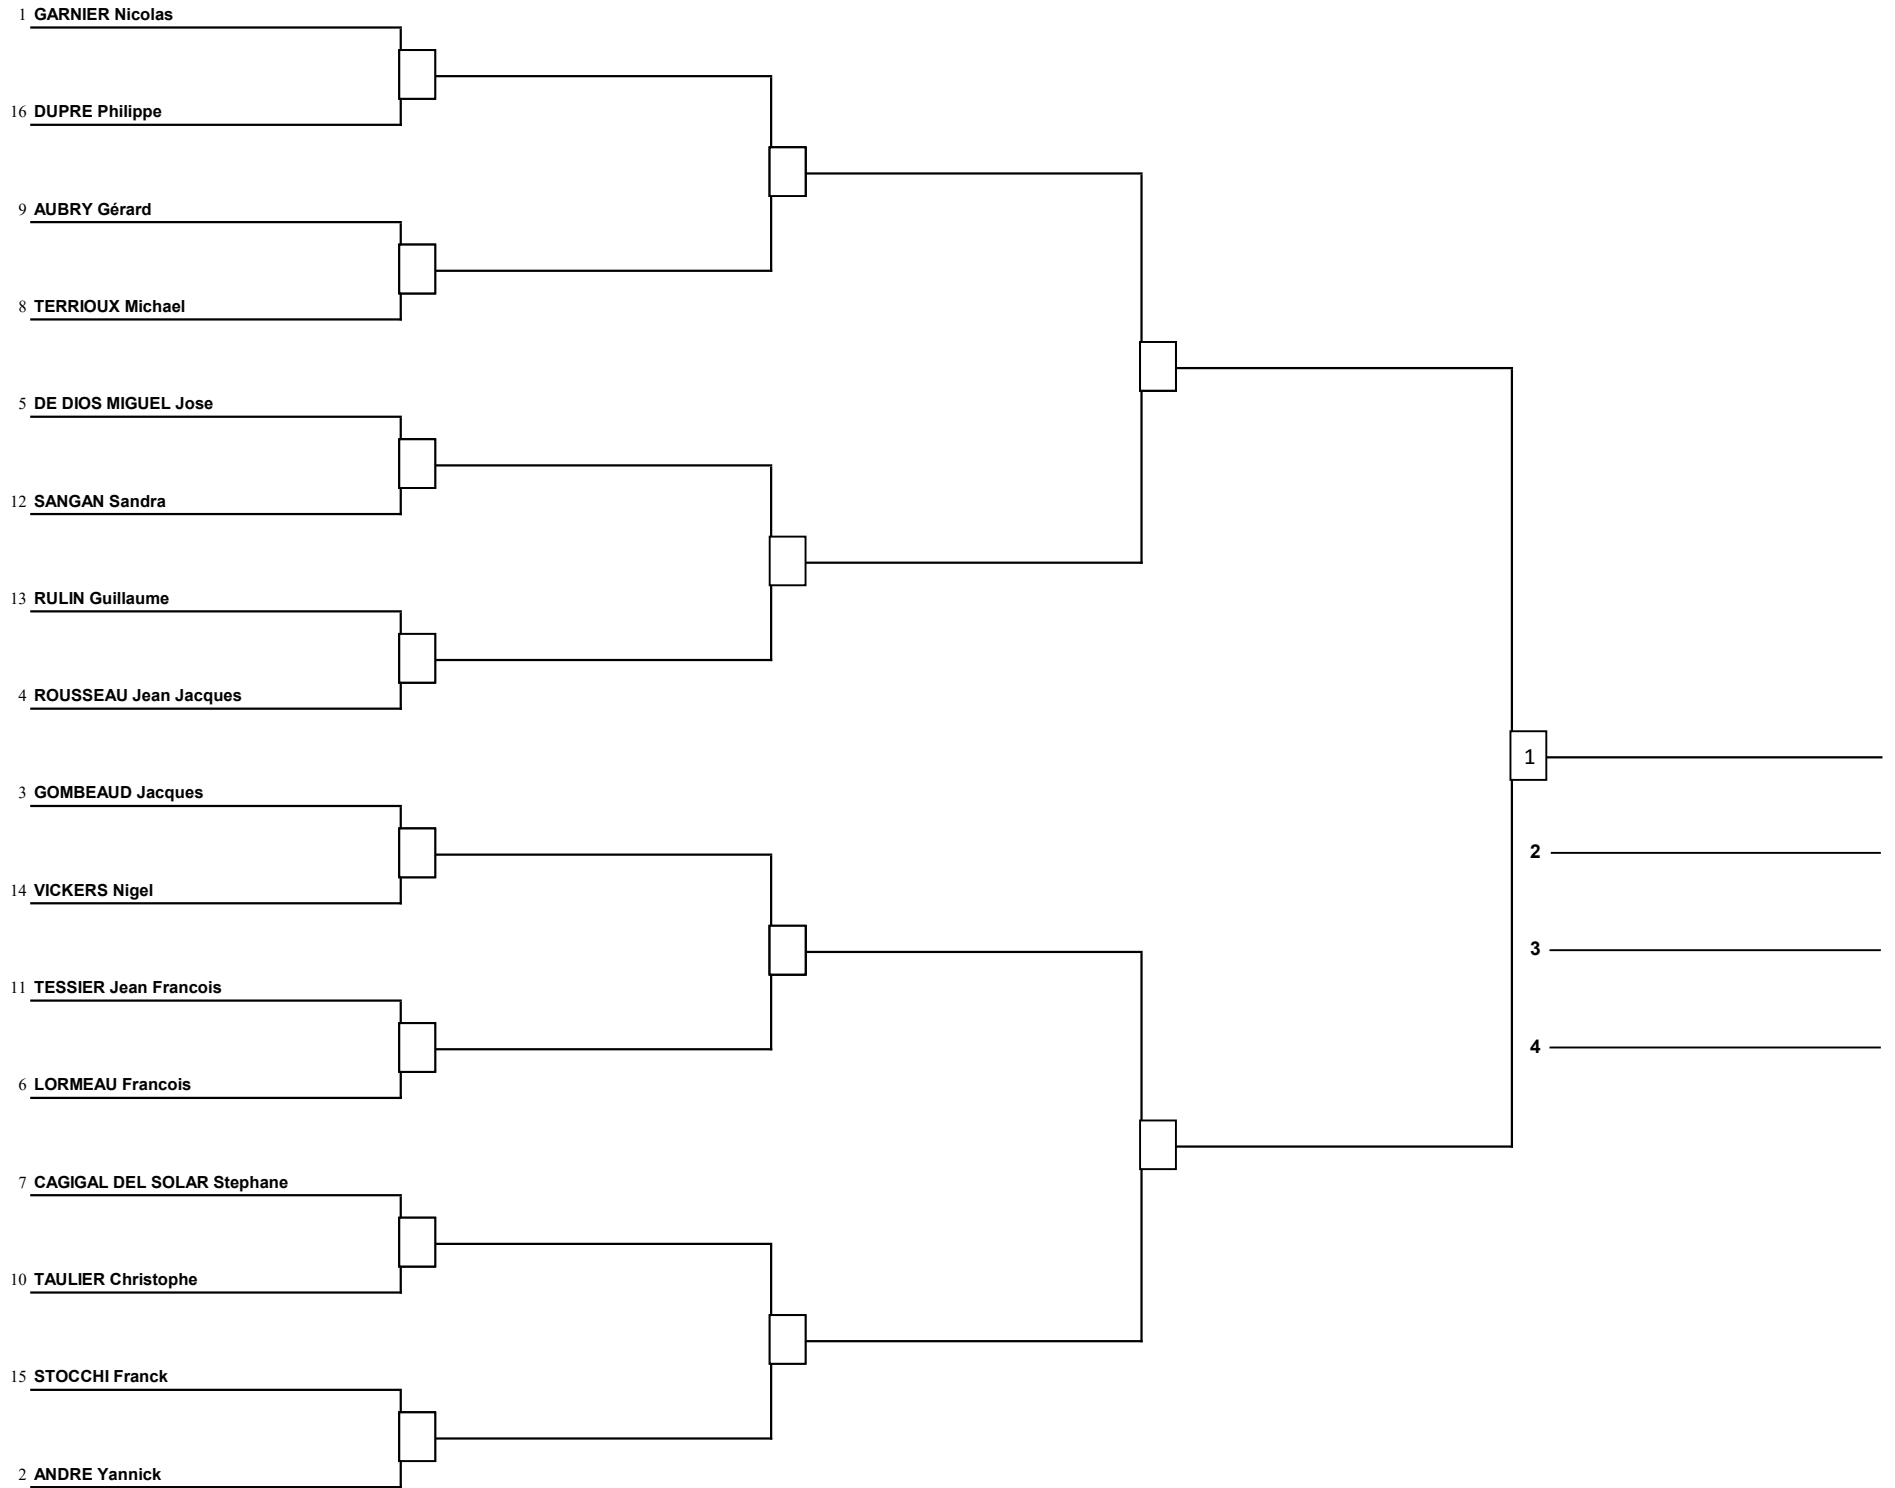 1 GARNIER Nicolas
16 DUPRE Philippe
9 AUBRY Gérard
8 TERRIOUX Michael
5 DE DIOS MIGUEL Jose
12 SANGAN Sandra
13 RULIN Guillaume
4 ROUSSEAU Jean Jacques
3 GOMBEAUD Jacques
14 VICKERS Nigel
11 TESSIER Jean Francois
6 LORMEAU Francois
7 CAGIGAL DEL SOLAR Stephane
10 TAULIER Christophe
15 STOCCHI Franck
2 ANDRE Yannick
1
2
3
4